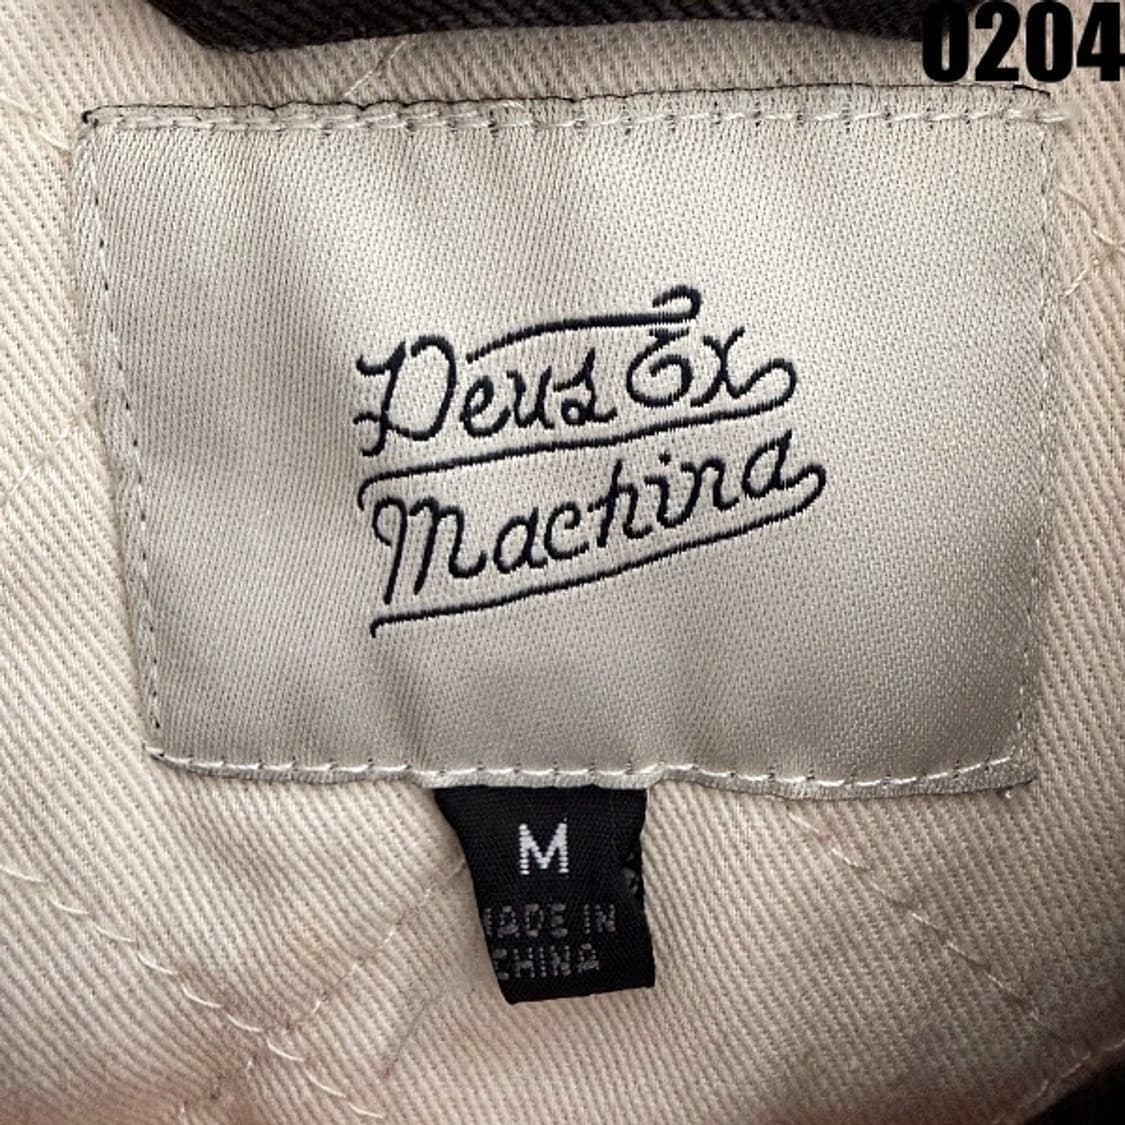 0204
Deus Ex
Machina
M
MADE IN
CHINA